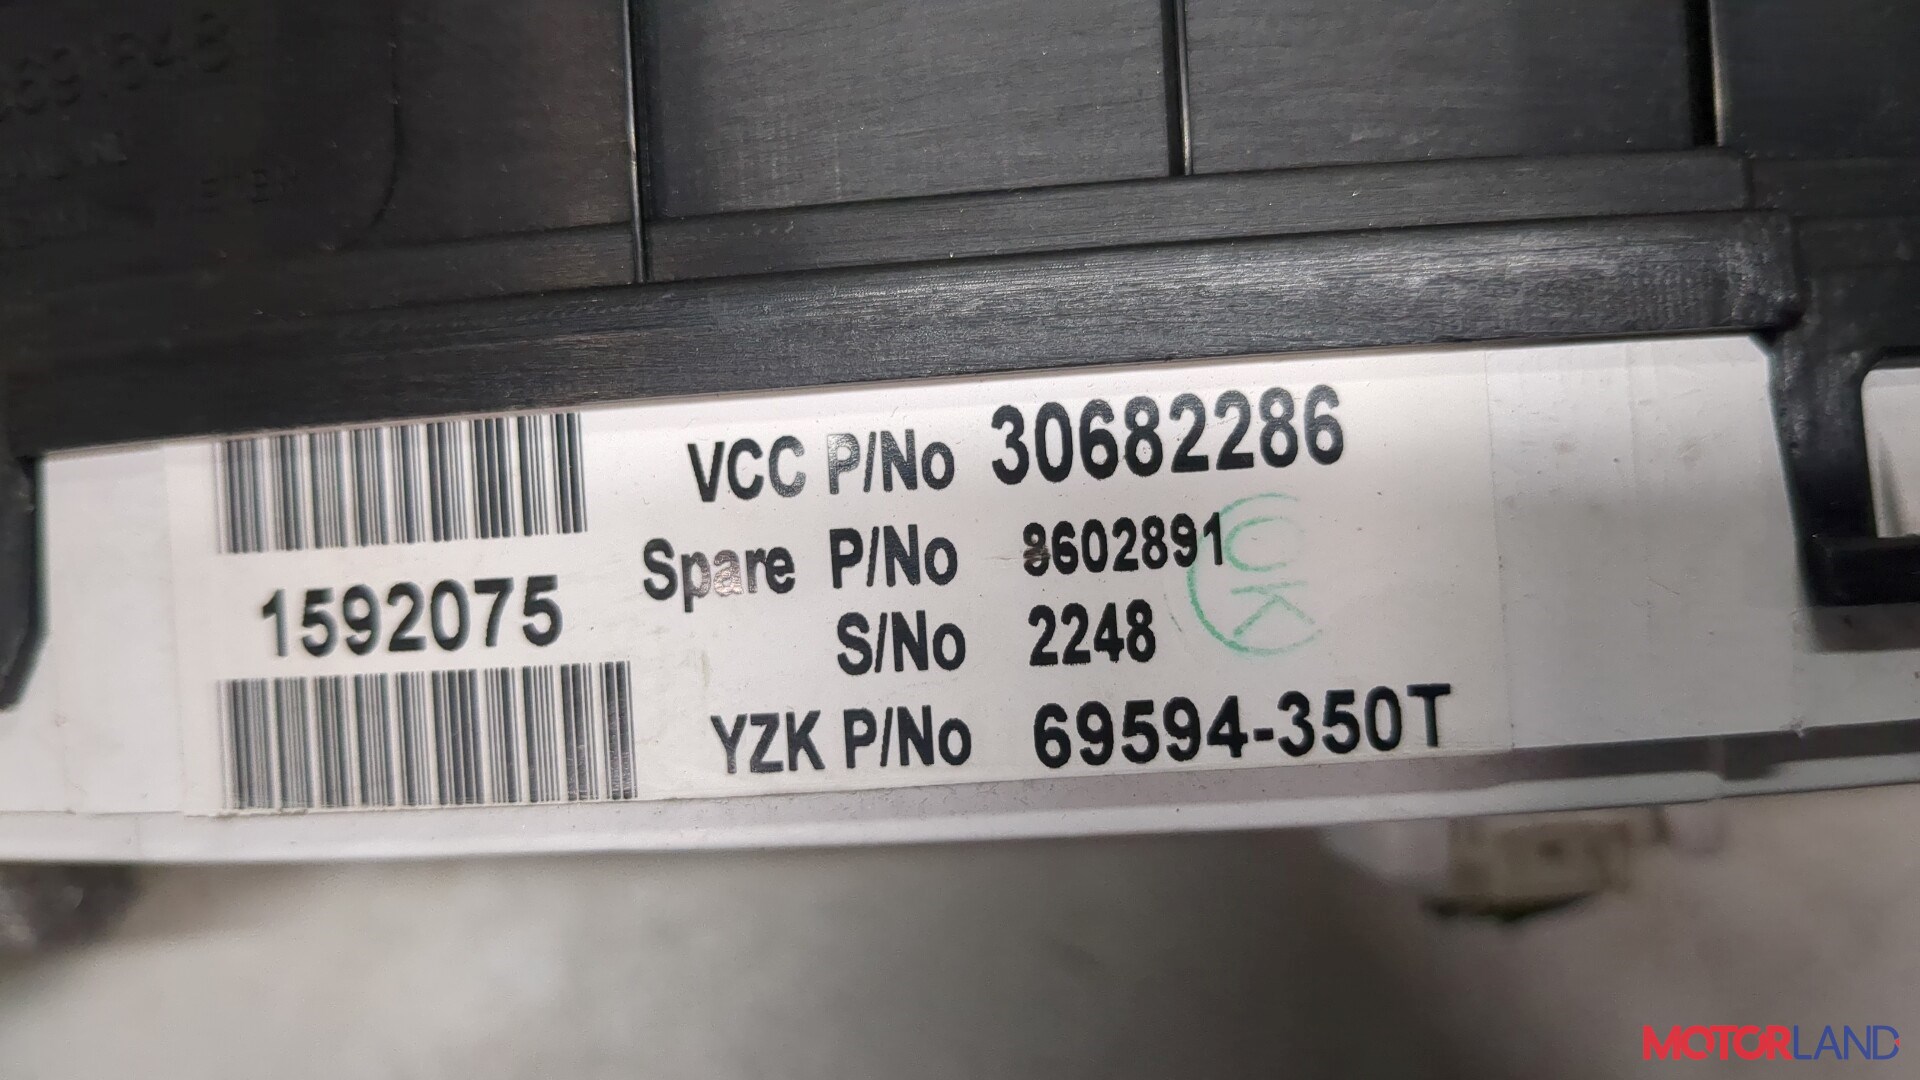 VCC P/No 30682286
Spare P/No 8602891
S/No 2248
YZK P/No 69594-350T
1592075
OK
MOTORLAND